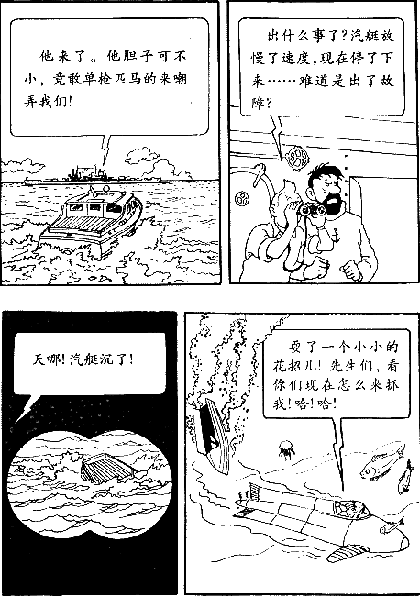 他来了。他胆子可不
小，竟敢单枪匹马的来嘲
弄我们！
出什么事了？汽艇放
慢了速度，现在停了下
来……难道是出了故
障？
天哪！汽艇沉了！
耍了一个小小的
花招儿！先生们，看
你们现在怎么来抓
我！哈！哈！